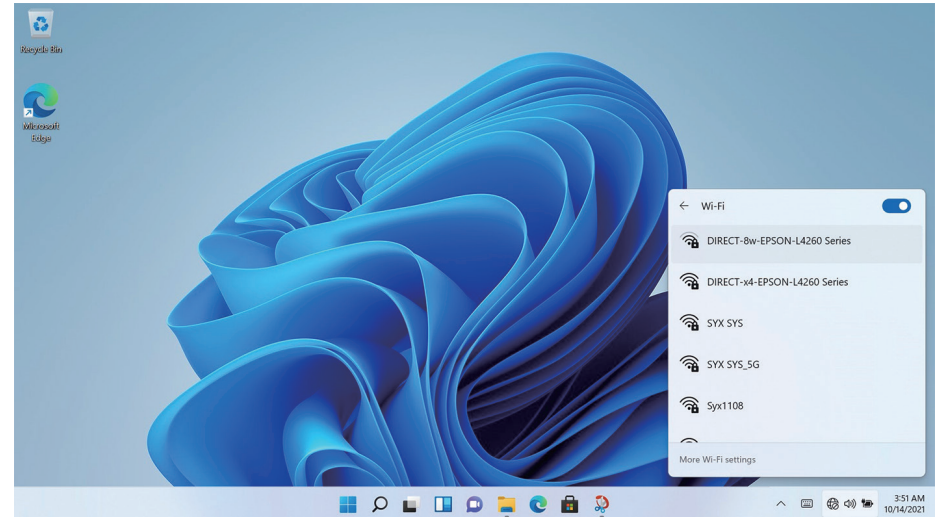 Recycle Bin
Microsoft
Edge
Wi-Fi
DIRECT-8w-EPSON-L4260 Series
DIRECT-x4-EPSON-L4260 Series
SYX SYS
SYX SYS_5G
Syx1108
More Wi-Fi settings
3:51 AM
10/14/2021